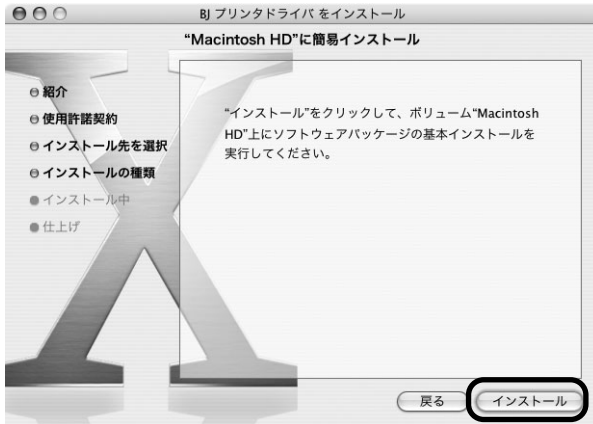 BJ プリンタドライバ をインストール
“Macintosh HD”に簡易インストール
紹介
使用許諾契約
インストール先を選択
インストールの種類
インストール中
仕上げ
“インストール”をクリックして、ボリューム“Macintosh
HD”上にソフトウェアパッケージの基本インストールを
実行してください。
戻る
インストール